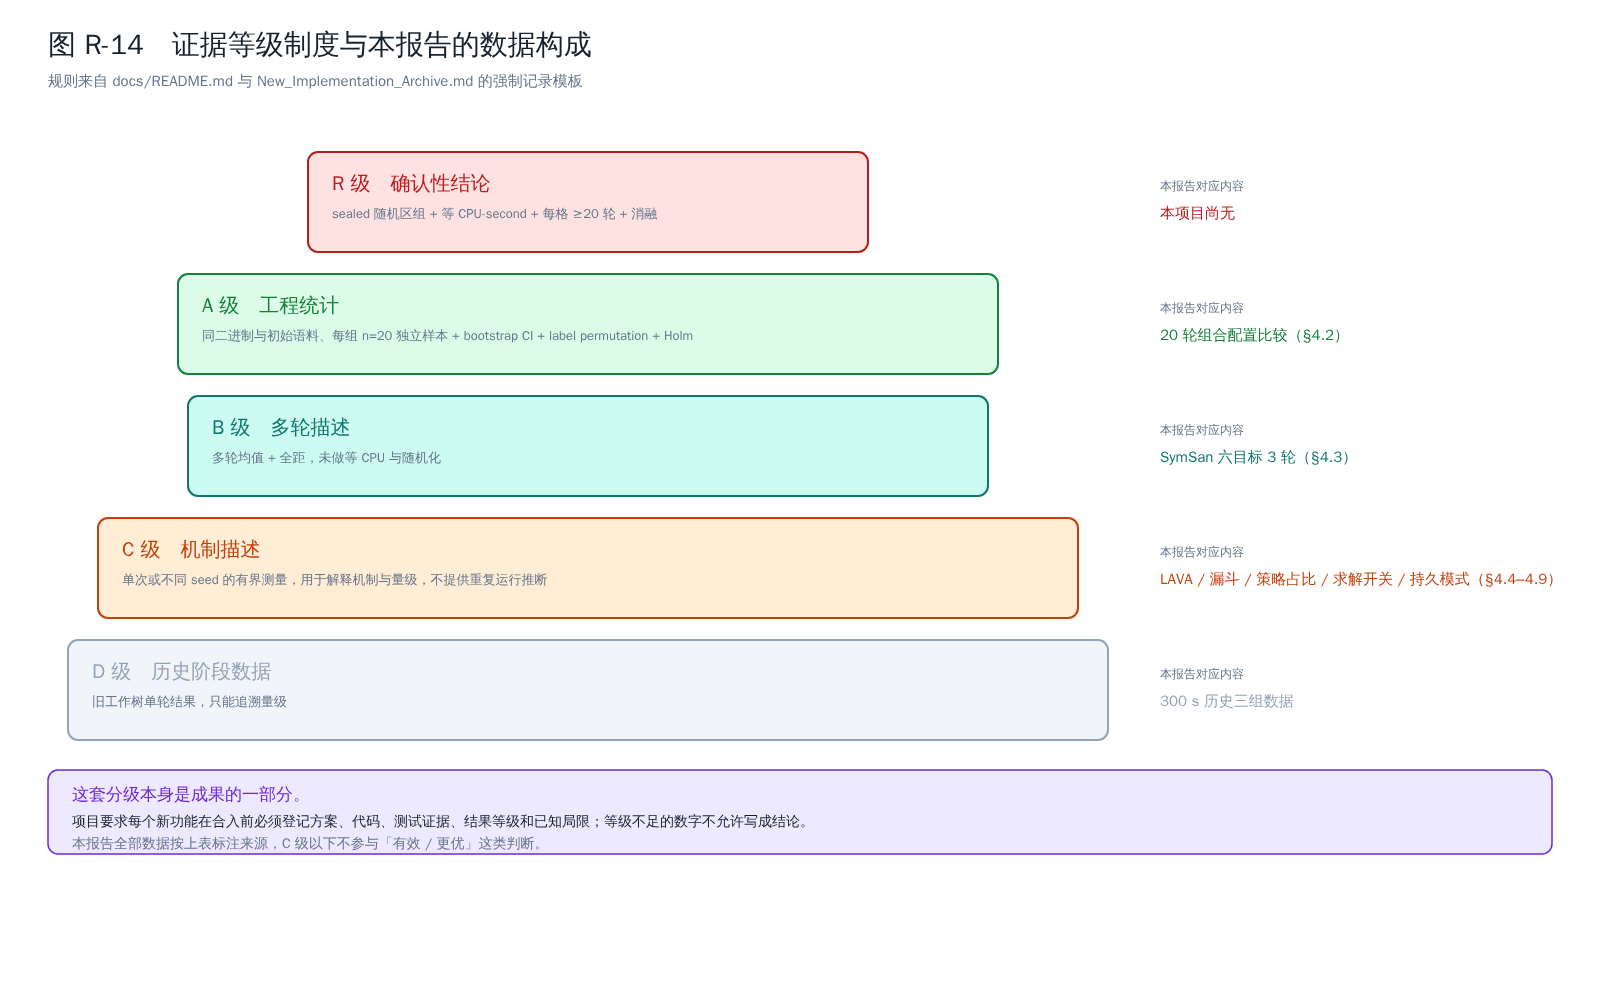 图 R-14　证据等级制度与本报告的数据构成
规则来自 docs/README.md 与 New_Implementation_Archive.md 的强制记录模板
R 级　确认性结论
sealed 随机区组 + 等 CPU-second + 每格 ≥20 轮 + 消融
本报告对应内容
本项目尚无
A 级　工程统计
同二进制与初始语料、每组 n=20 独立样本 + bootstrap CI + label permutation + Holm
本报告对应内容
20 轮组合配置比较（§4.2）
B 级　多轮描述
多轮均值 + 全距，未做等 CPU 与随机化
本报告对应内容
SymSan 六目标 3 轮（§4.3）
C 级　机制描述
单次或不同 seed 的有界测量，用于解释机制与量级，不提供重复运行推断
本报告对应内容
LAVA / 漏斗 / 策略占比 / 求解开关 / 持久模式（§4.4–4.9）
D 级　历史阶段数据
旧工作树单轮结果，只能追溯量级
本报告对应内容
300 s 历史三组数据
这套分级本身是成果的一部分。
项目要求每个新功能在合入前必须登记方案、代码、测试证据、结果等级和已知局限；等级不足的数字不允许写成结论。
本报告全部数据按上表标注来源，C 级以下不参与「有效 / 更优」这类判断。